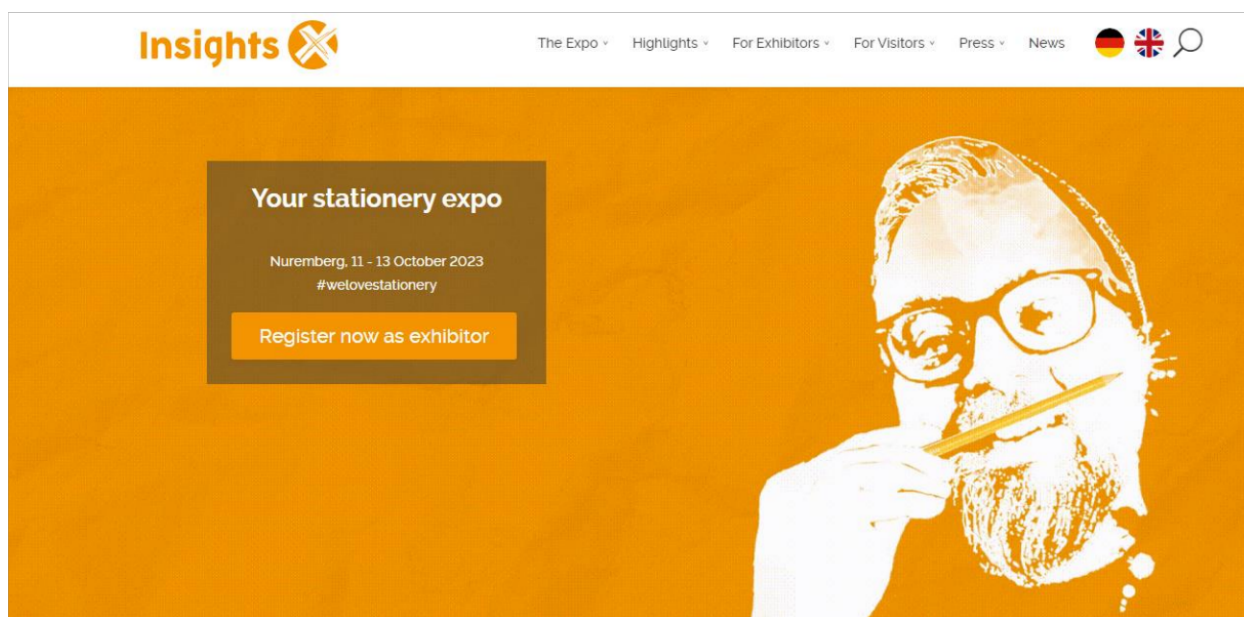 Insights X
The Expo
Highlights
For Exhibitors
For Visitors
Press
News
Your stationery expo
Nuremberg, 11 - 13 October 2023
#welovestationery
Register now as exhibitor